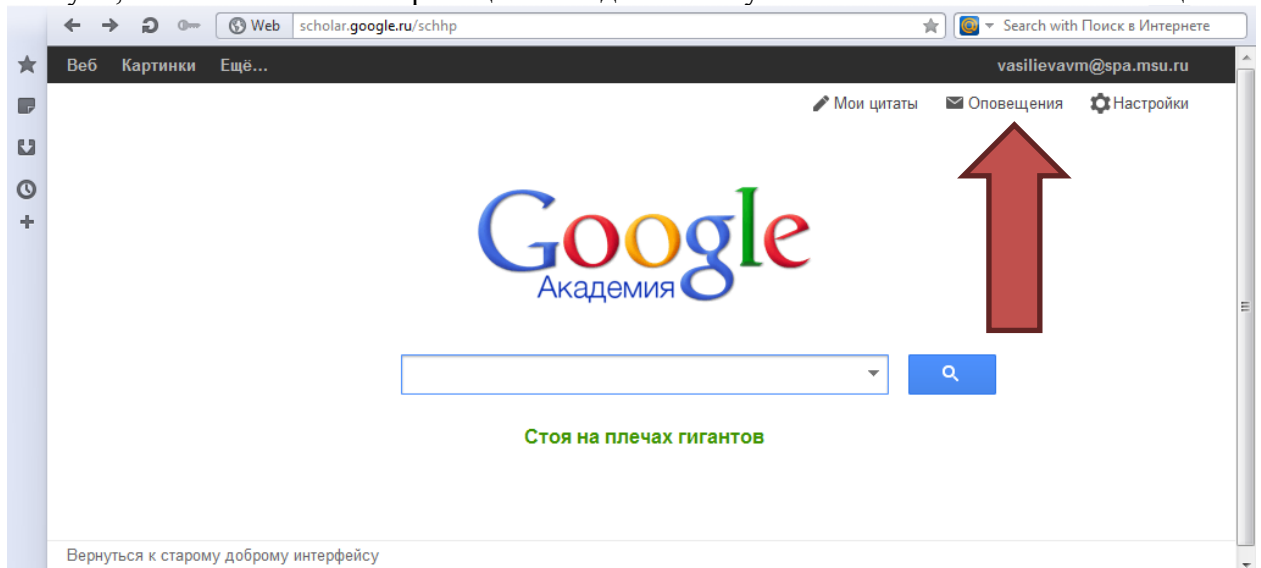 Web scholar.google.ru/schhp Search with Поиск в Интернете
Веб Картинки Ещё... vasilievavm@spa.msu.ru
Мои цитаты Оповещения Настройки
Google
Академия
Стоя на плечах гигантов
Вернуться к старому доброму интерфейсу